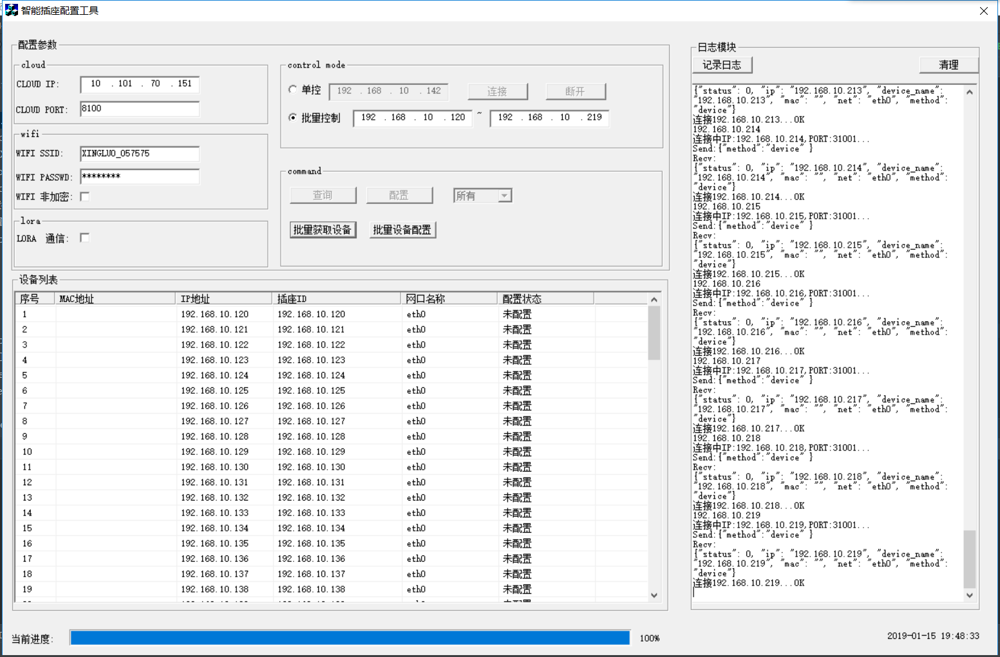 智能插座配置工具
配置参数
cloud
CLOUD IP: 10 . 101 . 70 . 151
CLOUD PORT: 8100
wifi
WIFI SSID: XINGLUO_057575
WIFI PASSWD: ********
WIFI 非加密:
lora
LORA 通信:
control mode
单控 192 . 168 . 10 . 142 连接 断开
批量控制 192 . 168 . 10 . 120 ~ 192 . 168 . 10 . 219
command
查询 配置 所有
批量获取设备 批量设备配置
设备列表
序号 MAC地址 IP地址 插座ID 网口名称 配置状态
1 192.168.10.120 192.168.10.120 eth0 未配置
2 192.168.10.121 192.168.10.121 eth0 未配置
3 192.168.10.122 192.168.10.122 eth0 未配置
4 192.168.10.123 192.168.10.123 eth0 未配置
5 192.168.10.124 192.168.10.124 eth0 未配置
6 192.168.10.125 192.168.10.125 eth0 未配置
7 192.168.10.126 192.168.10.126 eth0 未配置
8 192.168.10.127 192.168.10.127 eth0 未配置
9 192.168.10.128 192.168.10.128 eth0 未配置
10 192.168.10.129 192.168.10.129 eth0 未配置
11 192.168.10.130 192.168.10.130 eth0 未配置
12 192.168.10.131 192.168.10.131 eth0 未配置
13 192.168.10.132 192.168.10.132 eth0 未配置
14 192.168.10.133 192.168.10.133 eth0 未配置
15 192.168.10.134 192.168.10.134 eth0 未配置
16 192.168.10.135 192.168.10.135 eth0 未配置
17 192.168.10.136 192.168.10.136 eth0 未配置
18 192.168.10.137 192.168.10.137 eth0 未配置
19 192.168.10.138 192.168.10.138 eth0 未配置
日志模块
记录日志 清理
{"status": 0, "ip": "192.168.10.213", "device_name":
"192.168.10.213", "mac": "", "net": "eth0", "method":
"device"}
连接192.168.10.213...OK
192.168.10.214
连接中IP:192.168.10.214,PORT:31001...
Send:{"method":"device" }
Recv:
{"status": 0, "ip": "192.168.10.214", "device_name":
"192.168.10.214", "mac": "", "net": "eth0", "method":
"device"}
连接192.168.10.214...OK
192.168.10.215
连接中IP:192.168.10.215,PORT:31001...
Send:{"method":"device" }
Recv:
{"status": 0, "ip": "192.168.10.215", "device_name":
"192.168.10.215", "mac": "", "net": "eth0", "method":
"device"}
连接192.168.10.215...OK
192.168.10.216
连接中IP:192.168.10.216,PORT:31001...
Send:{"method":"device" }
Recv:
{"status": 0, "ip": "192.168.10.216", "device_name":
"192.168.10.216", "mac": "", "net": "eth0", "method":
"device"}
连接192.168.10.216...OK
192.168.10.217
连接中IP:192.168.10.217,PORT:31001...
Send:{"method":"device" }
Recv:
{"status": 0, "ip": "192.168.10.217", "device_name":
"192.168.10.217", "mac": "", "net": "eth0", "method":
"device"}
连接192.168.10.217...OK
192.168.10.218
连接中IP:192.168.10.218,PORT:31001...
Send:{"method":"device" }
Recv:
{"status": 0, "ip": "192.168.10.218", "device_name":
"192.168.10.218", "mac": "", "net": "eth0", "method":
"device"}
连接192.168.10.218...OK
192.168.10.219
连接中IP:192.168.10.219,PORT:31001...
Send:{"method":"device" }
Recv:
{"status": 0, "ip": "192.168.10.219", "device_name":
"192.168.10.219", "mac": "", "net": "eth0", "method":
"device"}
连接192.168.10.219...OK
当前进度: 100%
2019-01-15 19:48:33